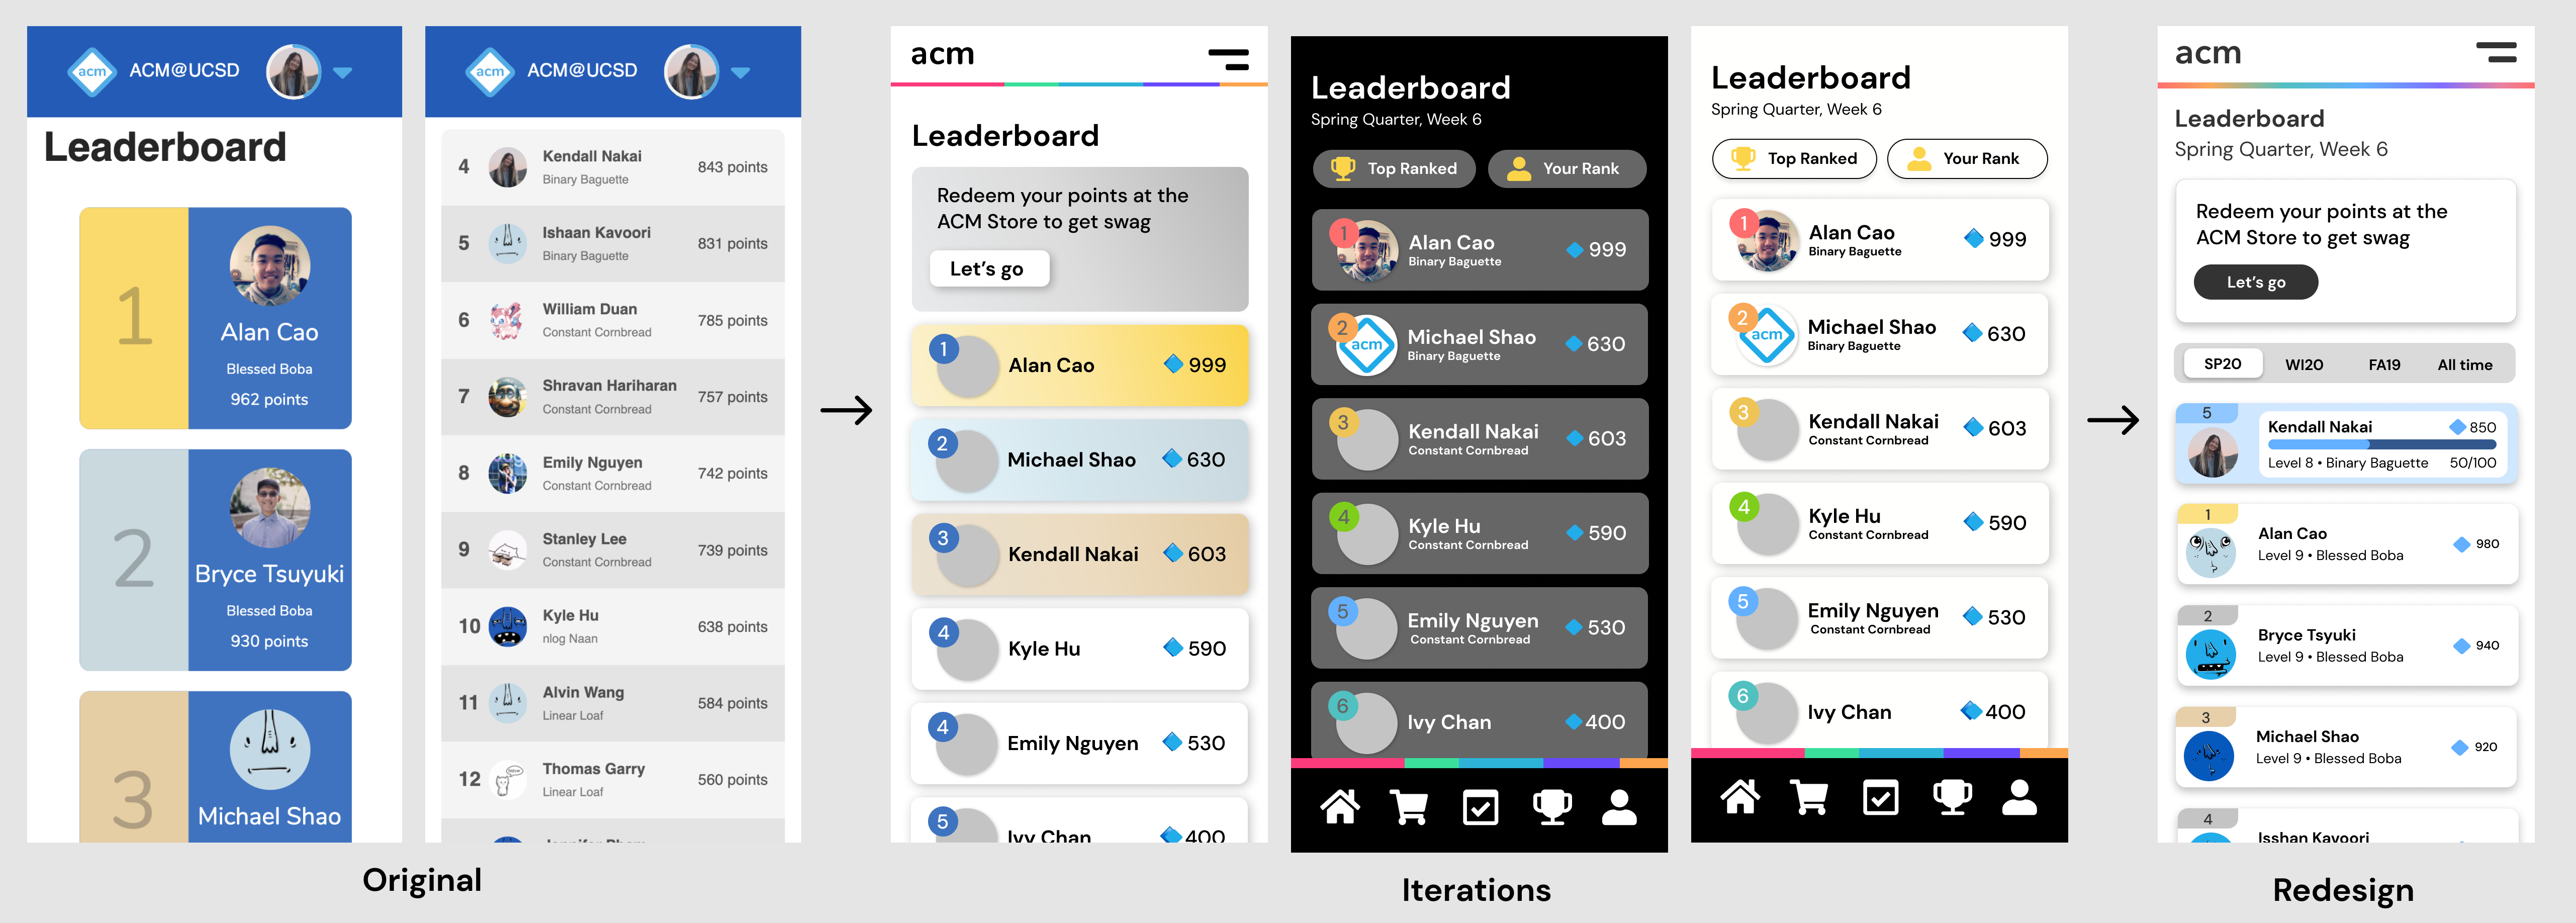 acm
ACM@UCSD
Leaderboard
1
Alan Cao
Blessed Boba
962 points
2
Bryce Tsuyuki
Blessed Boba
930 points
3
Michael Shao
acm
ACM@UCSD
4
Kendall Nakai
Binary Baguette
843 points
5
Ishaan Kavoori
Binary Baguette
831 points
6
William Duan
Constant Cornbread
785 points
7
Shravan Hariharan
Constant Cornbread
757 points
8
Emily Nguyen
Constant Cornbread
742 points
9
Stanley Lee
Constant Cornbread
739 points
10
Kyle Hu
nlog Naan
638 points
11
Alvin Wang
Linear Loaf
584 points
12
Thomas Garry
Linear Loaf
560 points
Original
acm
Leaderboard
Redeem your points at the
ACM Store to get swag
Let's go
1
Alan Cao
999
2
Michael Shao
630
3
Kendall Nakai
603
4
Kyle Hu
590
4
Emily Nguyen
530
5
Ivy Chan
400
Leaderboard
Spring Quarter, Week 6
Top Ranked
Your Rank
1
Alan Cao
Binary Baguette
999
2
acm
Michael Shao
Binary Baguette
630
3
Kendall Nakai
Constant Cornbread
603
4
Kyle Hu
Constant Cornbread
590
5
Emily Nguyen
Constant Cornbread
530
6
Ivy Chan
400
Leaderboard
Spring Quarter, Week 6
Top Ranked
Your Rank
1
Alan Cao
Binary Baguette
999
2
acm
Michael Shao
Binary Baguette
630
3
Kendall Nakai
Constant Cornbread
603
4
Kyle Hu
Constant Cornbread
590
5
Emily Nguyen
Constant Cornbread
530
6
Ivy Chan
400
Iterations
acm
Leaderboard
Spring Quarter, Week 6
Redeem your points at the
ACM Store to get swag
Let's go
SP20 WI20 FA19 All time
5
Kendall Nakai
850
Level 8 • Binary Baguette
50/100
1
Alan Cao
Level 9 • Blessed Boba
980
2
Bryce Tsyuki
Level 9 • Blessed Boba
940
3
Michael Shao
Level 9 • Blessed Boba
920
4
Isshan Kavoori
Redesign